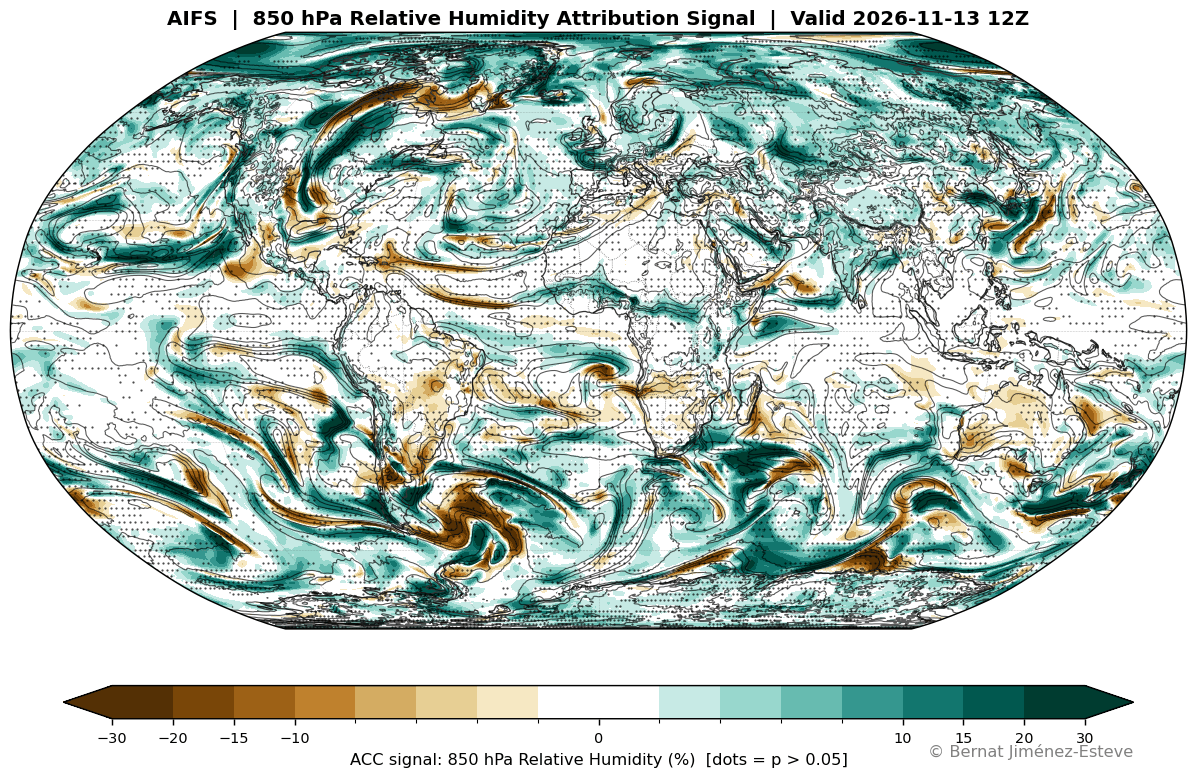 AIFS | 850 hPa Relative Humidity Attribution Signal | Valid 2026-11-13 12Z
−30 −20 −15 −10 0 10 15 20 30
ACC signal: 850 hPa Relative Humidity (%) [dots = p > 0.05]
© Bernat Jiménez-Esteve